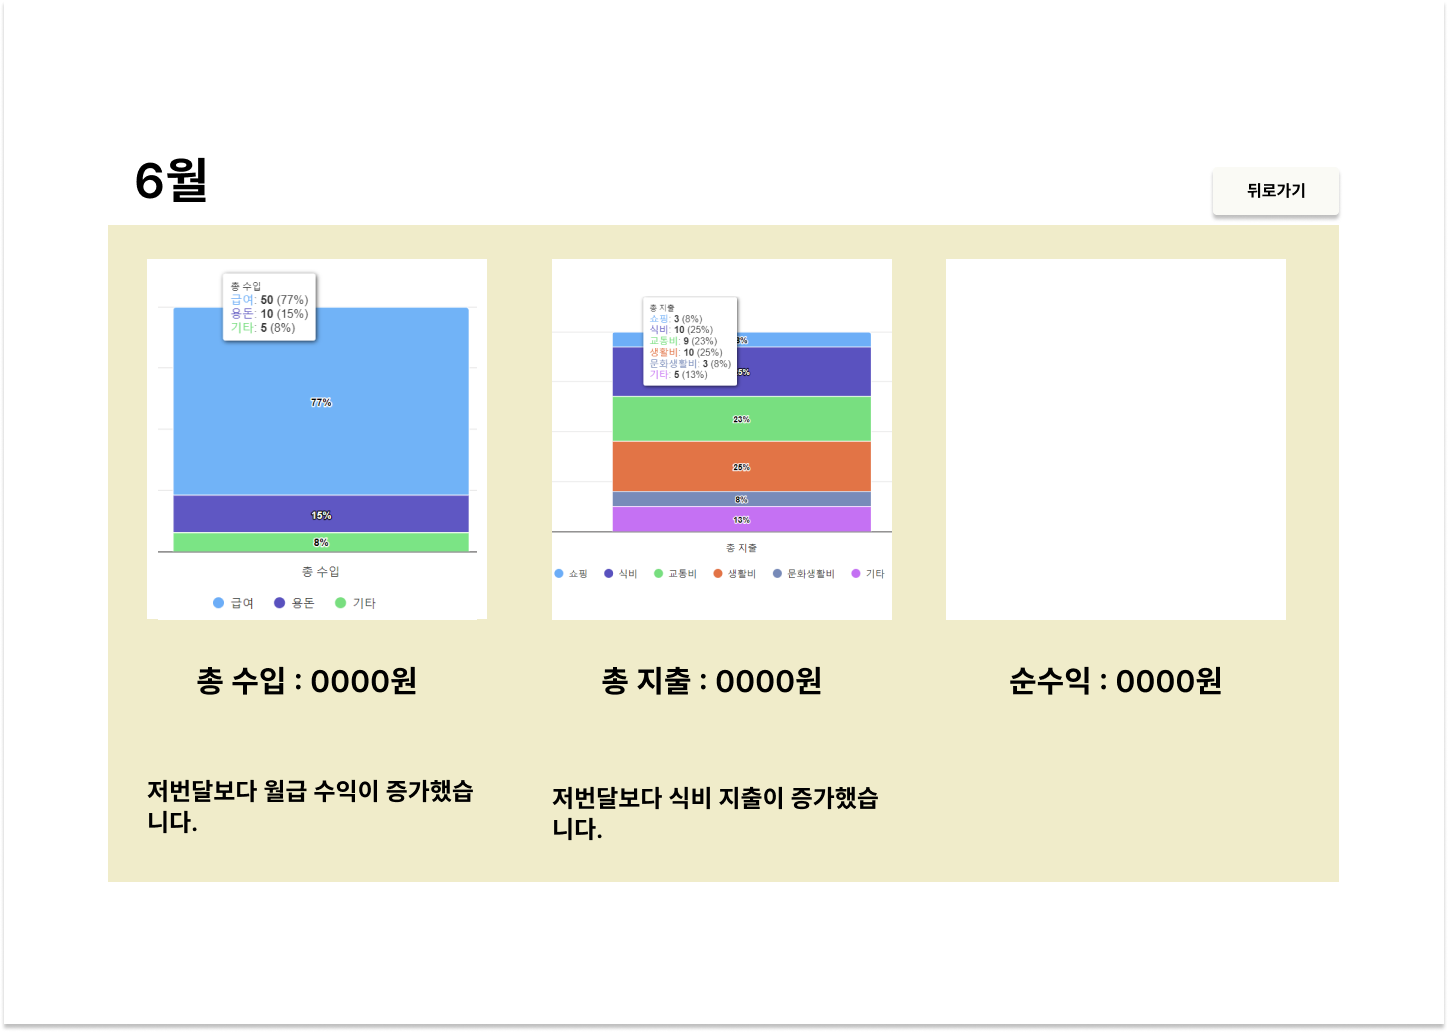 6월
뒤로가기
총 수입
급여: 50 (77%)
용돈: 10 (15%)
기타: 5 (8%)
77%
15%
8%
총 수입
급여 용돈 기타
총 지출
쇼핑: 3 (8%)
식비: 10 (25%)
교통비: 9 (23%)
생활비: 10 (25%)
문화생활비: 3 (8%)
기타: 5 (13%)
8%
5%
23%
25%
8%
13%
총 지출
쇼핑 식비 교통비 생활비 문화생활비 기타
총 수입 : 0000원
총 지출 : 0000원
순수익 : 0000원
저번달보다 월급 수익이 증가했습
니다.
저번달보다 식비 지출이 증가했습
니다.